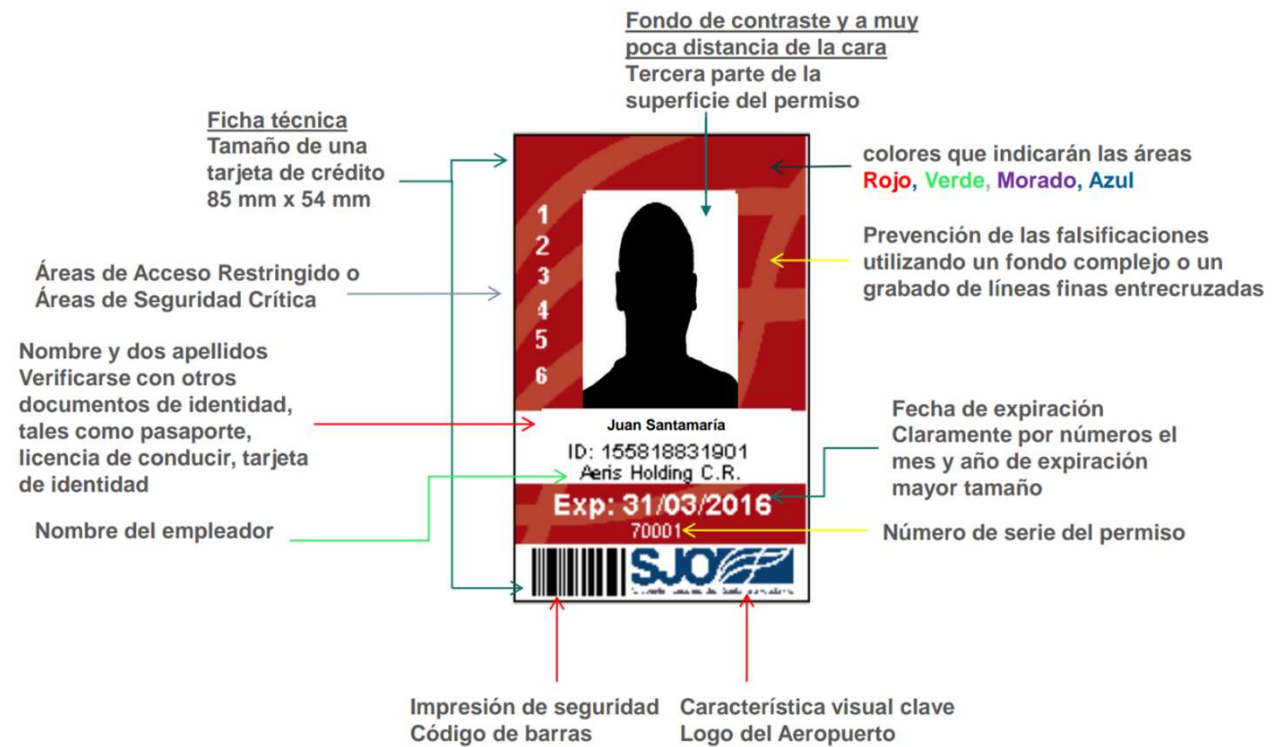 Fondo de contraste y a muy
poca distancia de la cara
Tercera parte de la
superficie del permiso
Ficha técnica
Tamaño de una
tarjeta de crédito
85 mm x 54 mm
colores que indicarán las áreas
Rojo, Verde, Morado, Azul
Prevención de las falsificaciones
utilizando un fondo complejo o un
grabado de líneas finas entrecruzadas
Áreas de Acceso Restringido o
Áreas de Seguridad Crítica
1
2
3
4
5
6
Nombre y dos apellidos
Verificarse con otros
documentos de identidad,
tales como pasaporte,
licencia de conducir, tarjeta
de identidad
Juan Santamaría
ID: 155818831901
Aeris Holding C.R.
Exp: 31/03/2016
70001
SJO
Fecha de expiración
Claramente por números el
mes y año de expiración
mayor tamaño
Nombre del empleador
Número de serie del permiso
Impresión de seguridad
Código de barras
Característica visual clave
Logo del Aeropuerto